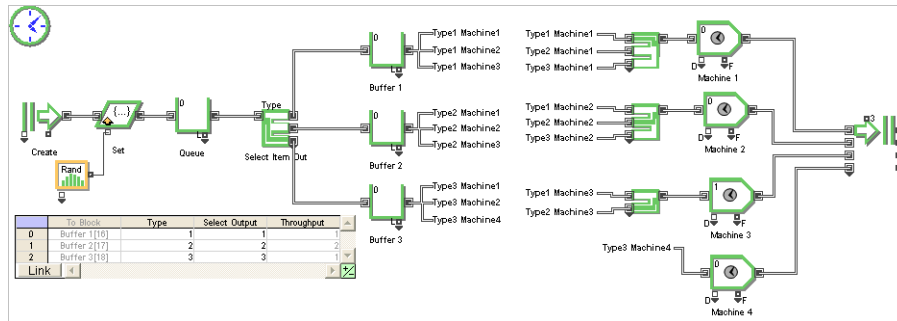 Create
{...}
Set
Rand
0
L
Queue
Type
Select Item Out
0
L
Buffer 1
Type1 Machine1
Type1 Machine2
Type1 Machine3
0
L
Buffer 2
Type2 Machine1
Type2 Machine2
Type2 Machine3
0
L
Buffer 3
Type3 Machine1
Type3 Machine2
Type3 Machine4
Type1 Machine1
Type2 Machine1
Type3 Machine1
0
D F
Machine 1
Type1 Machine2
Type2 Machine2
Type3 Machine2
0
D F
Machine 2
Type1 Machine3
Type2 Machine3
1
D F
Machine 3
Type3 Machine4
0
D F
Machine 4
3
To Block Type Select Output Throughput
0 Buffer 1[16] 1 1 1
1 Buffer 2[17] 2 2 2
2 Buffer 3[18] 3 3 1
Link